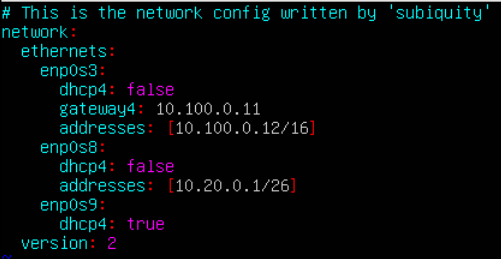 # This is the network config written by 'subiquity'
network:
  ethernets:
    enp0s3:
      dhcp4: false
      gateway4: 10.100.0.11
      addresses: [10.100.0.12/16]
    enp0s8:
      dhcp4: false
      addresses: [10.20.0.1/26]
    enp0s9:
      dhcp4: true
  version: 2